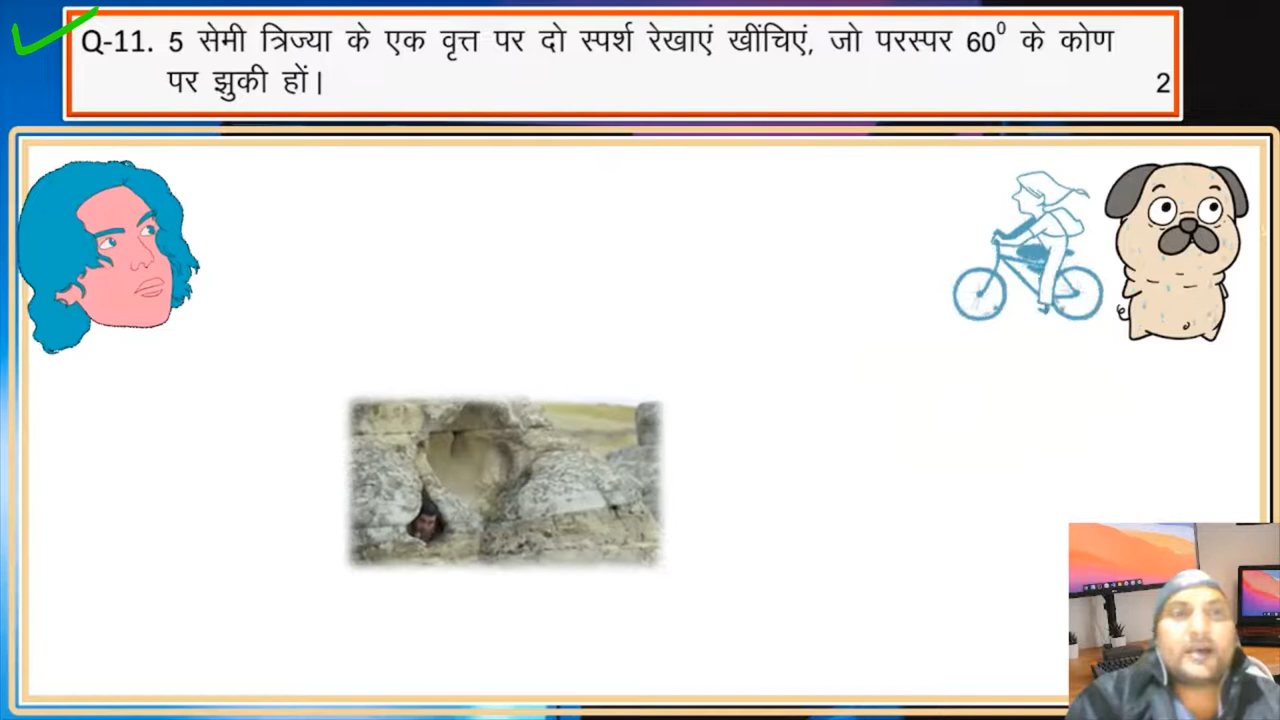 Q-11. 5 सेमी त्रिज्या के एक वृत्त पर दो स्पर्श रेखाएं खींचिएं, जो परस्पर 60⁰ के कोण
पर झुकी हों। 2